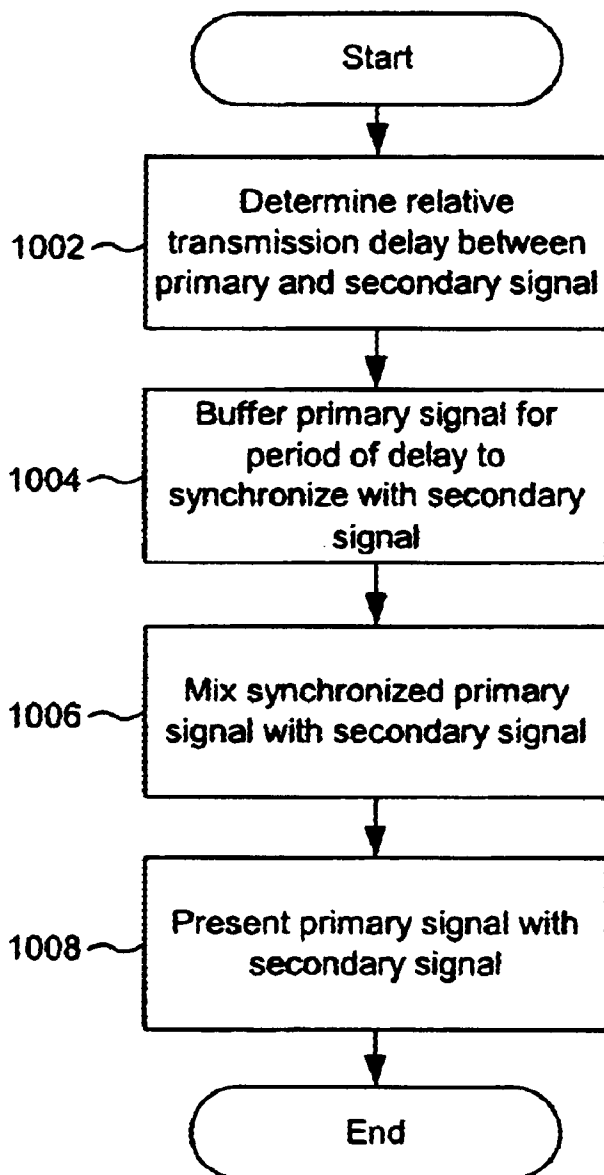 Start
1002
Determine relative
transmission delay between
primary and secondary signal
1004
Buffer primary signal for
period of delay to
synchronize with secondary
signal
1006
Mix synchronized primary
signal with secondary signal
1008
Present primary signal with
secondary signal
End